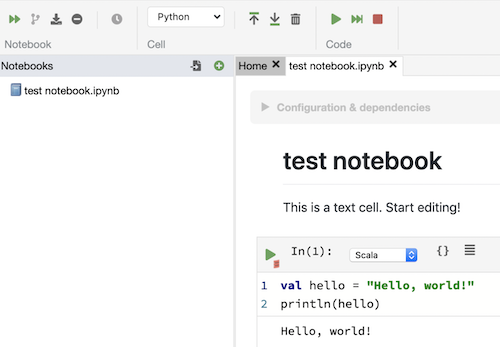 Python
Notebook
Cell
Code
Notebooks
Home
test notebook.ipynb
test notebook.ipynb
Configuration & dependencies
test notebook
This is a text cell. Start editing!
In(1):
Scala
{}
1 val hello = "Hello, world!"
2 println(hello)
Hello, world!